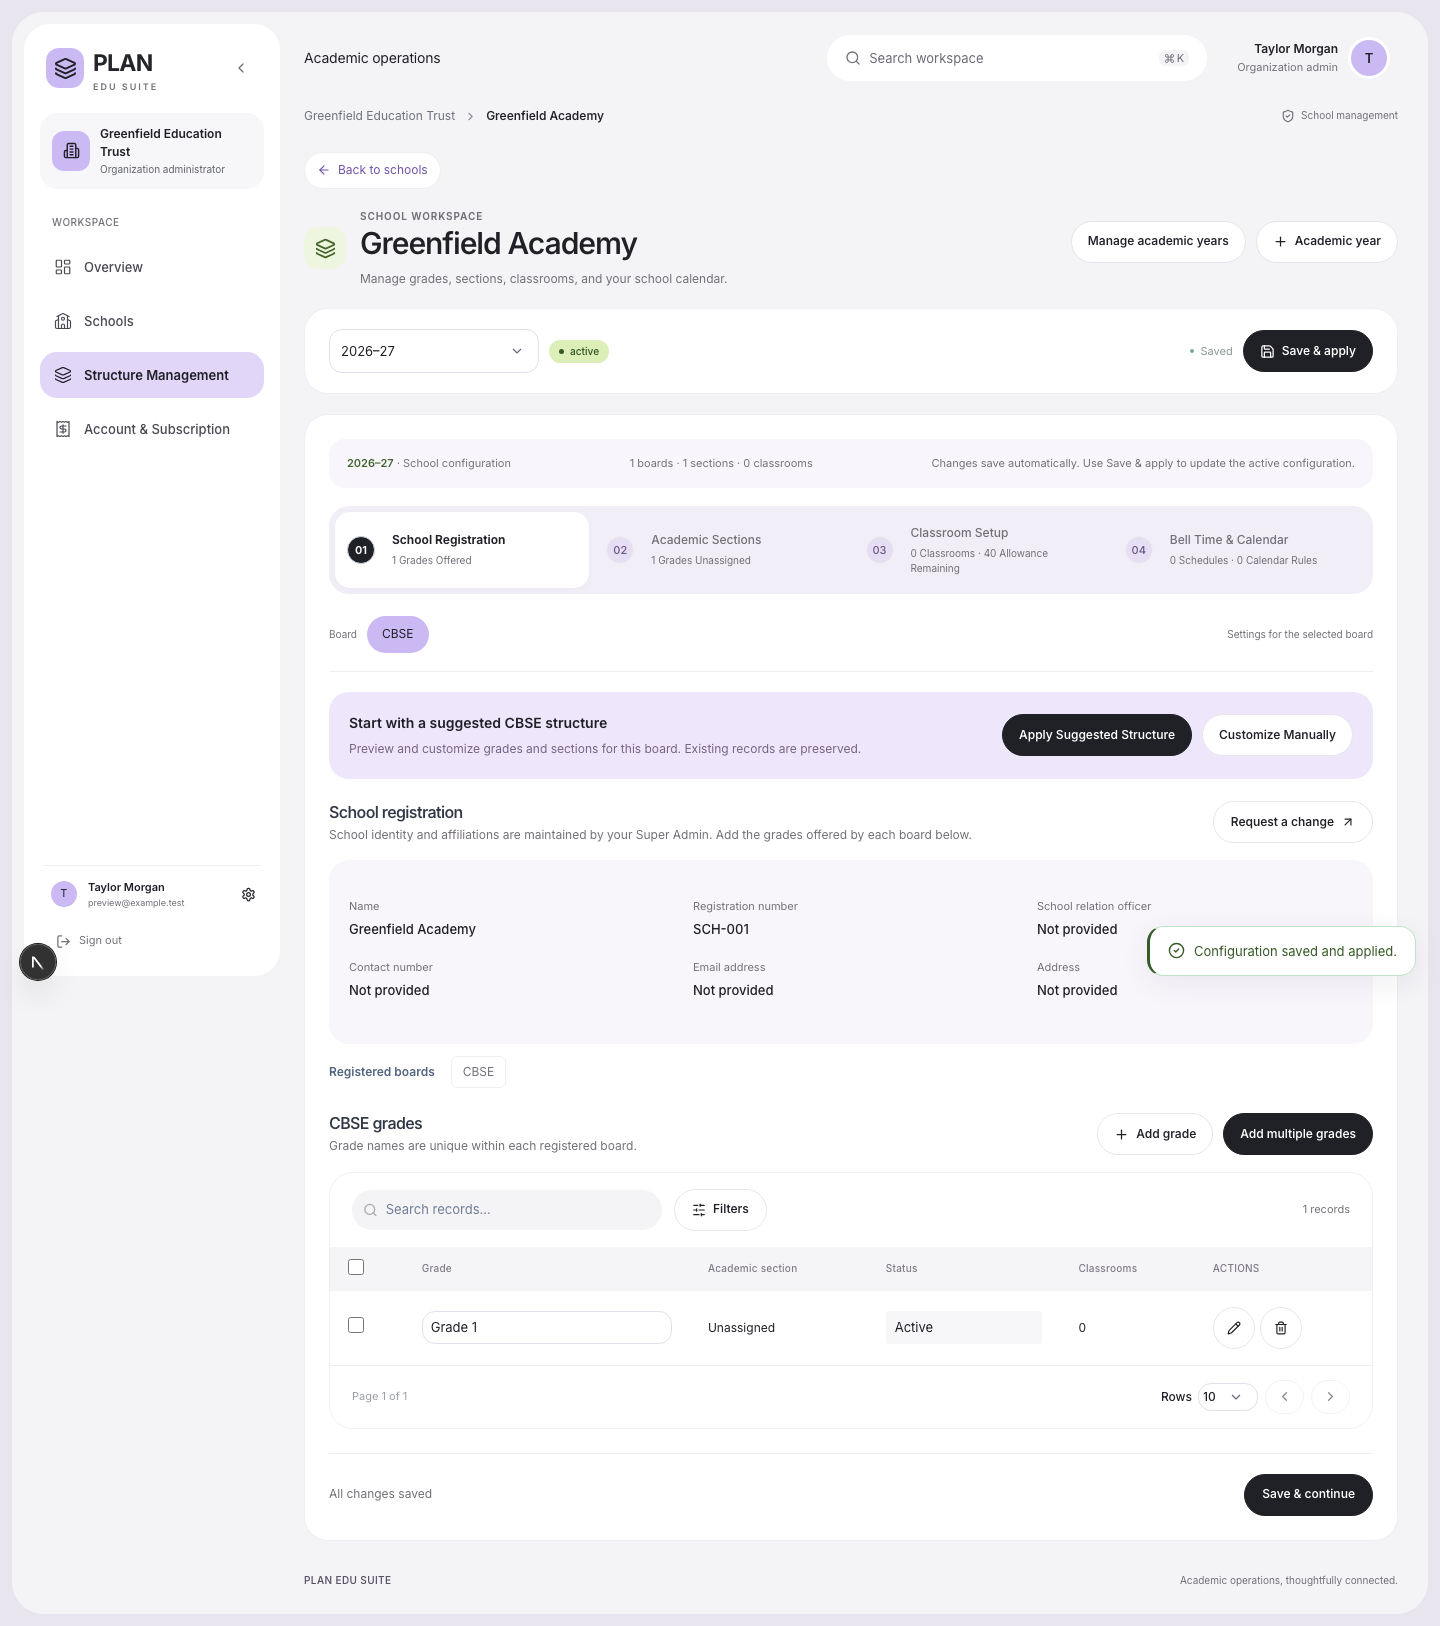 PLAN
EDU SUITE
Greenfield Education
Trust
Organization administrator
WORKSPACE
Overview
Schools
Structure Management
Account & Subscription
T
Taylor Morgan
preview@example.test
Sign out
Academic operations
Search workspace
⌘K
Taylor Morgan
Organization admin
T
Greenfield Education Trust
Greenfield Academy
School management
Back to schools
SCHOOL WORKSPACE
Greenfield Academy
Manage grades, sections, classrooms, and your school calendar.
Manage academic years
Academic year
2026–27
active
Saved
Save & apply
2026–27 · School configuration
1 boards · 1 sections · 0 classrooms
Changes save automatically. Use Save & apply to update the active configuration.
01
School Registration
1 Grades Offered
02
Academic Sections
1 Grades Unassigned
03
Classroom Setup
0 Classrooms · 40 Allowance
Remaining
04
Bell Time & Calendar
0 Schedules · 0 Calendar Rules
Board
CBSE
Settings for the selected board
Start with a suggested CBSE structure
Preview and customize grades and sections for this board. Existing records are preserved.
Apply Suggested Structure
Customize Manually
School registration
School identity and affiliations are maintained by your Super Admin. Add the grades offered by each board below.
Request a change
Name
Greenfield Academy
Registration number
SCH-001
School relation officer
Not provided
Contact number
Not provided
Email address
Not provided
Address
Not provided
Configuration saved and applied.
Registered boards
CBSE
CBSE grades
Grade names are unique within each registered board.
Add grade
Add multiple grades
Search records...
Filters
1 records
Grade
Academic section
Status
Classrooms
ACTIONS
Grade 1
Unassigned
Active
0
Page 1 of 1
Rows
10
All changes saved
Save & continue
PLAN EDU SUITE
Academic operations, thoughtfully connected.